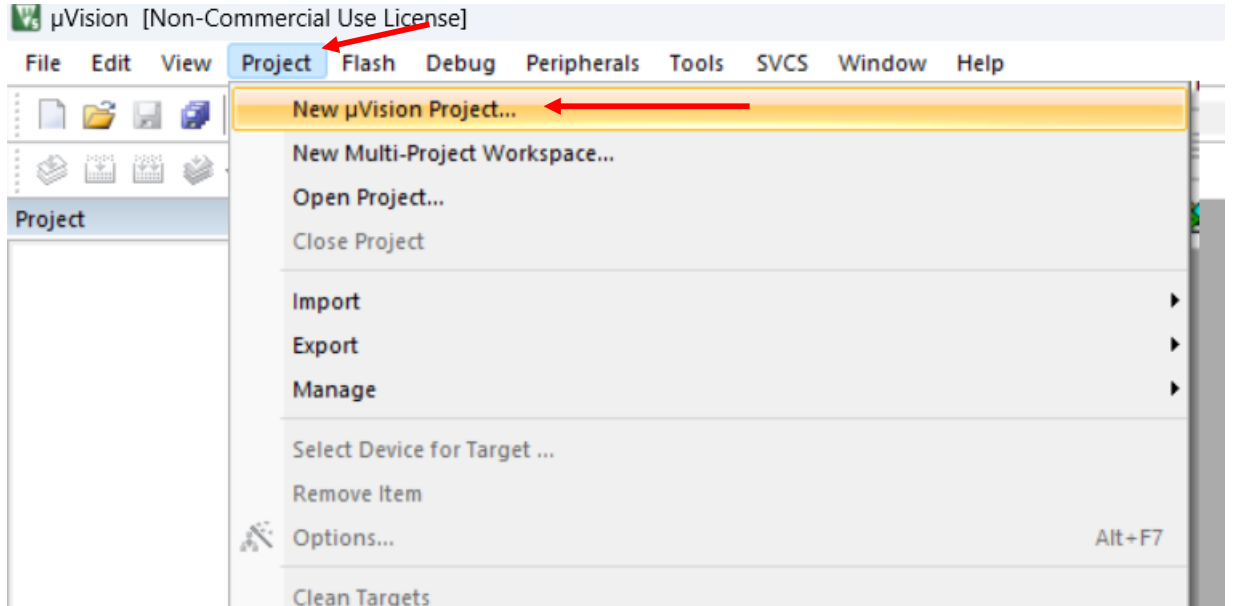 µVision [Non-Commercial Use License]
File Edit View Project Flash Debug Peripherals Tools SVCS Window Help
New µVision Project...
New Multi-Project Workspace...
Open Project...
Project
Close Project
Import
Export
Manage
Select Device for Target ...
Remove Item
Options... Alt+F7
Clean Targets